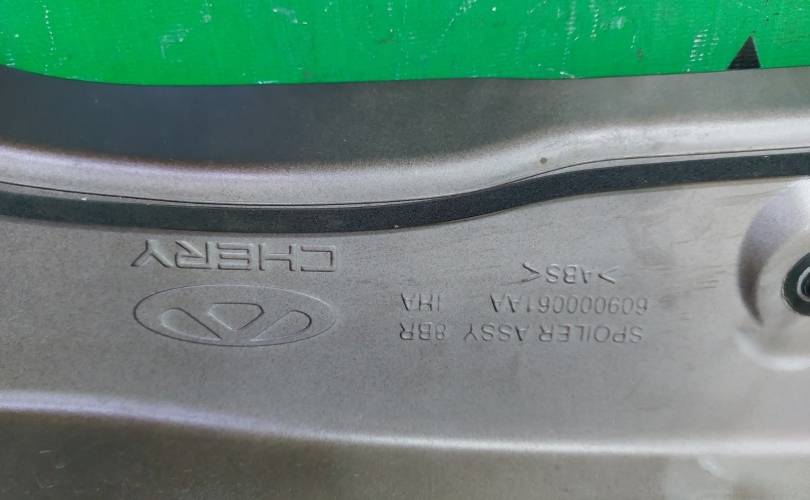 SPOILER ASSY 8BR
609000061AA IHA
>ABS<
CHERY